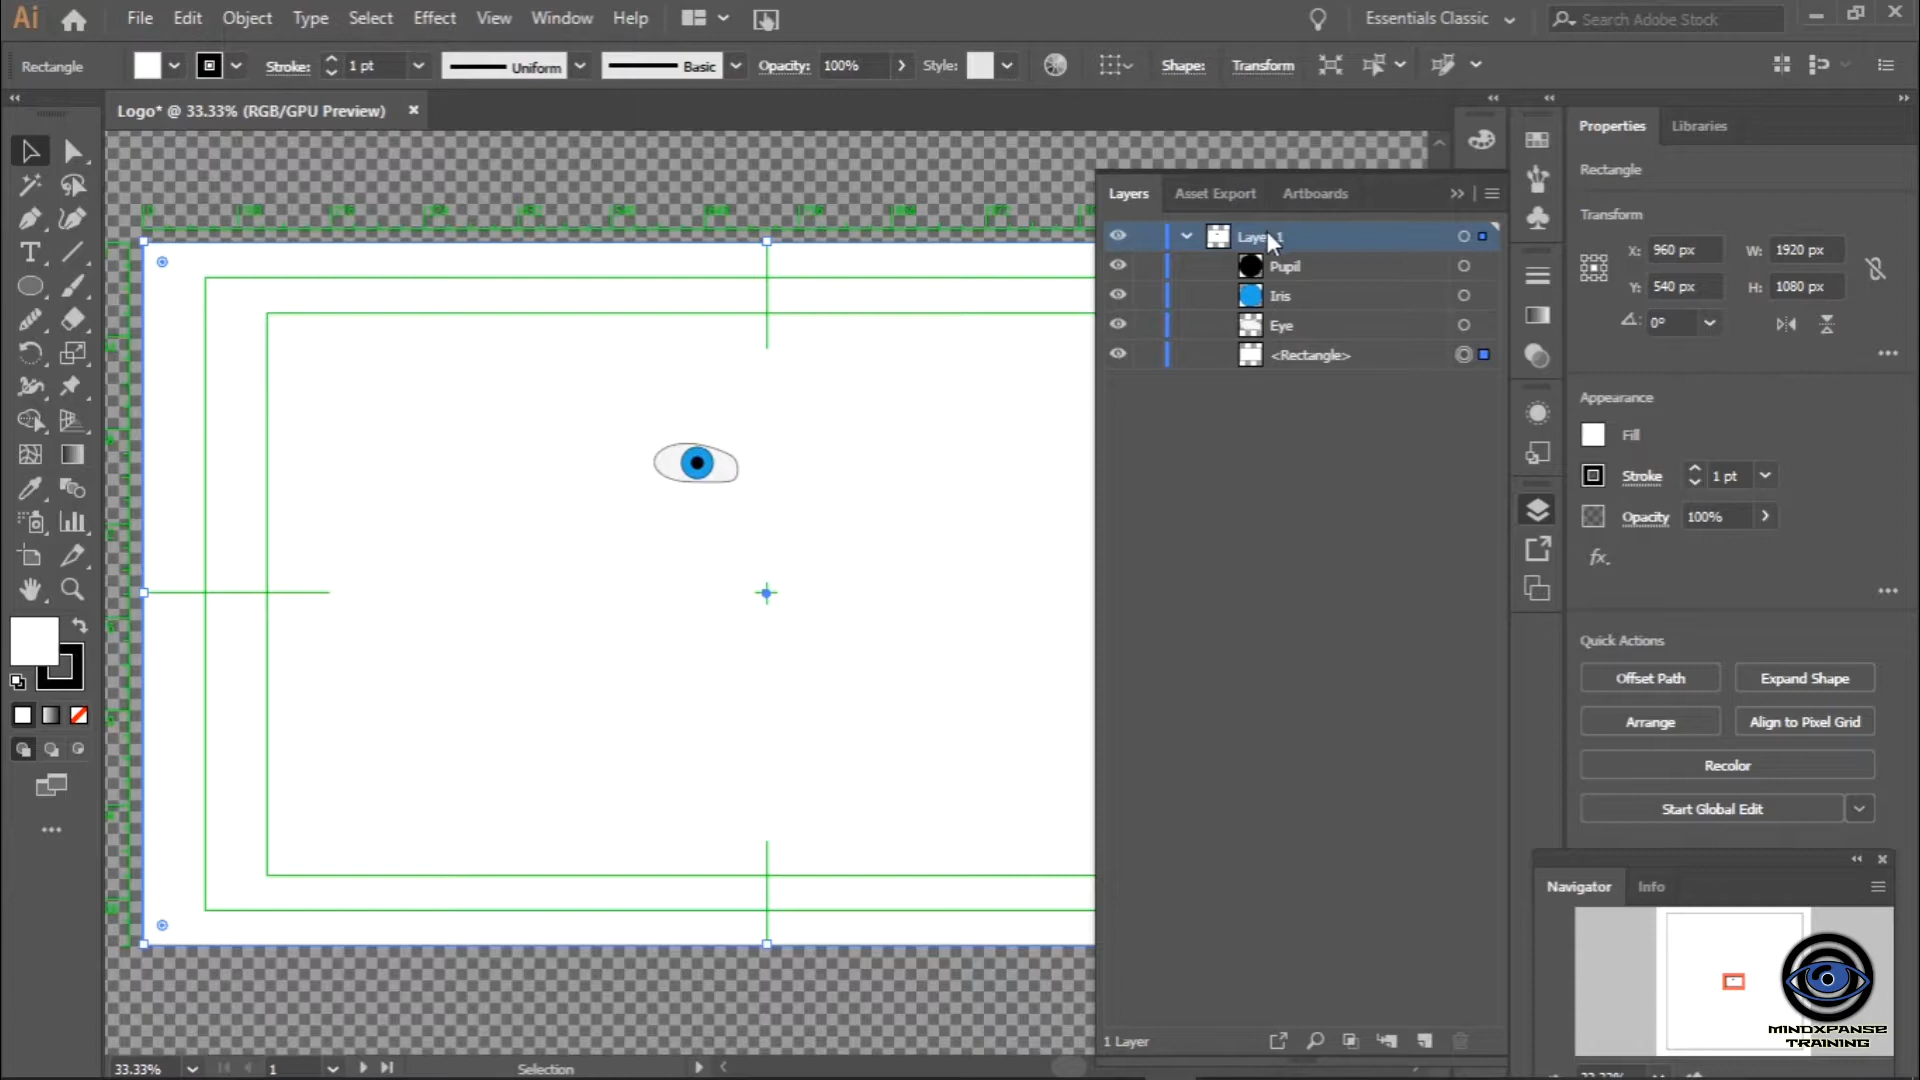 Ai File Edit Object Type Select Effect View Window Help Essentials Classic Search Adobe Stock
Rectangle Stroke: 1 pt Uniform Basic Opacity: 100% Style: Shape: Transform
Logo* @ 33.33% (RGB/GPU Preview)
Properties Libraries
Rectangle
Layers Asset Export Artboards
Transform
Layer 1
X: 960 px W: 1920 px
Pupil
Y: 540 px H: 1080 px
Iris
0°
Eye
<Rectangle>
Appearance
Fill
Stroke 1 pt
Opacity 100%
fx.
Quick Actions
Offset Path Expand Shape
Arrange Align to Pixel Grid
Recolor
Start Global Edit
Navigator Info
MINDXPANSE
TRAINING
1 Layer
33.33% 1 Selection
33.33%